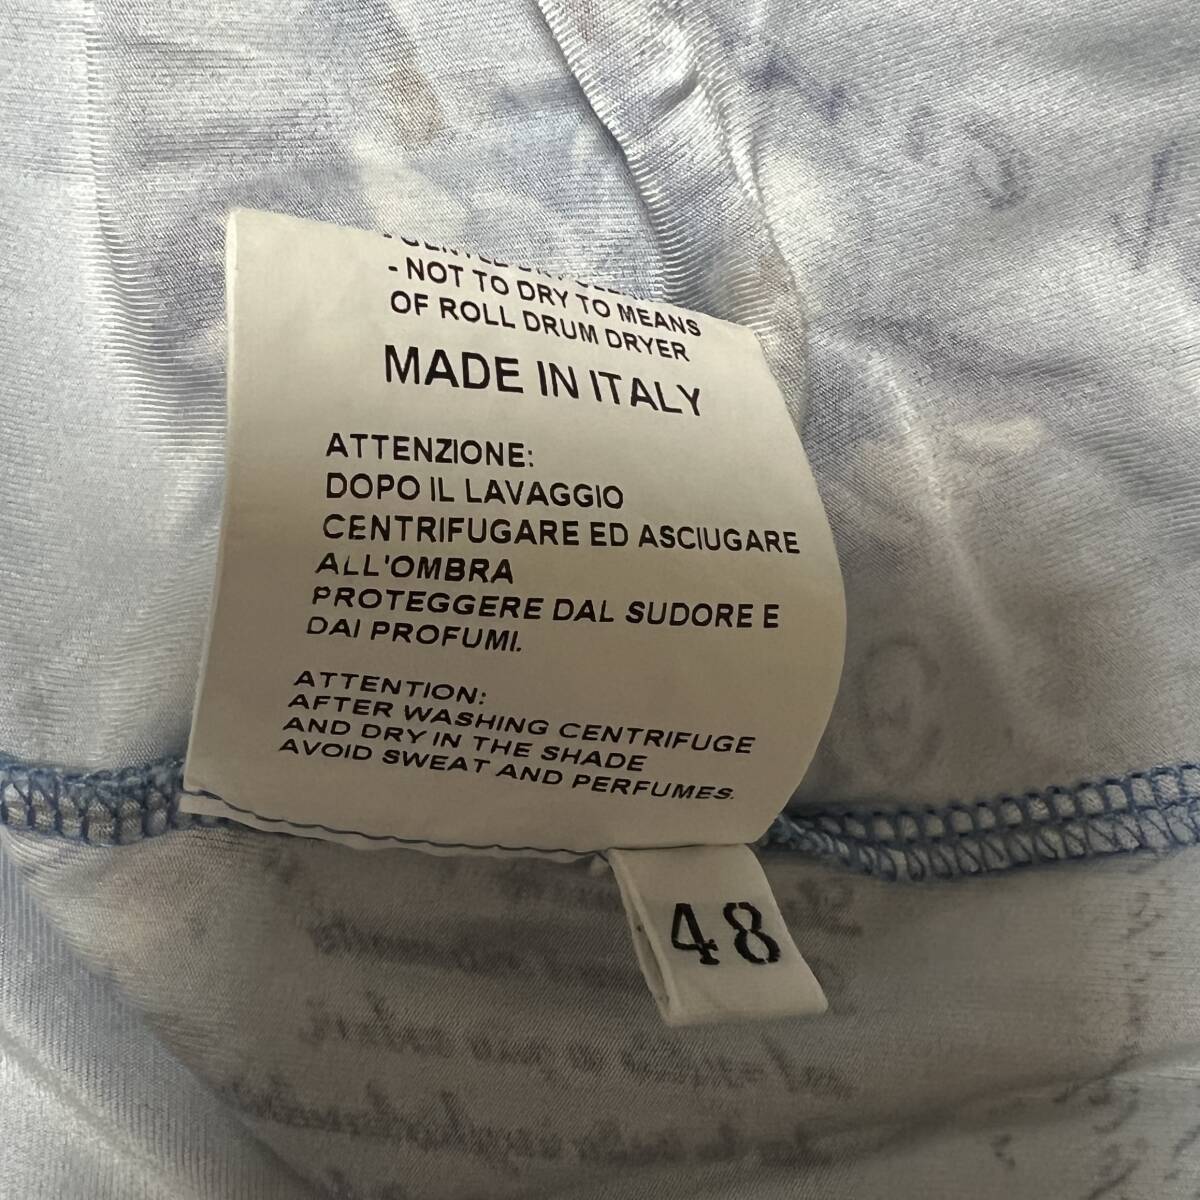 - NOT TO DRY TO MEANS
OF ROLL DRUM DRYER
MADE IN ITALY
ATTENZIONE:
DOPO IL LAVAGGIO
CENTRIFUGARE ED ASCIUGARE
ALL'OMBRA
PROTEGGERE DAL SUDORE E
DAI PROFUMI.
ATTENTION:
AFTER WASHING CENTRIFUGE
AND DRY IN THE SHADE
AVOID SWEAT AND PERFUMES.
48